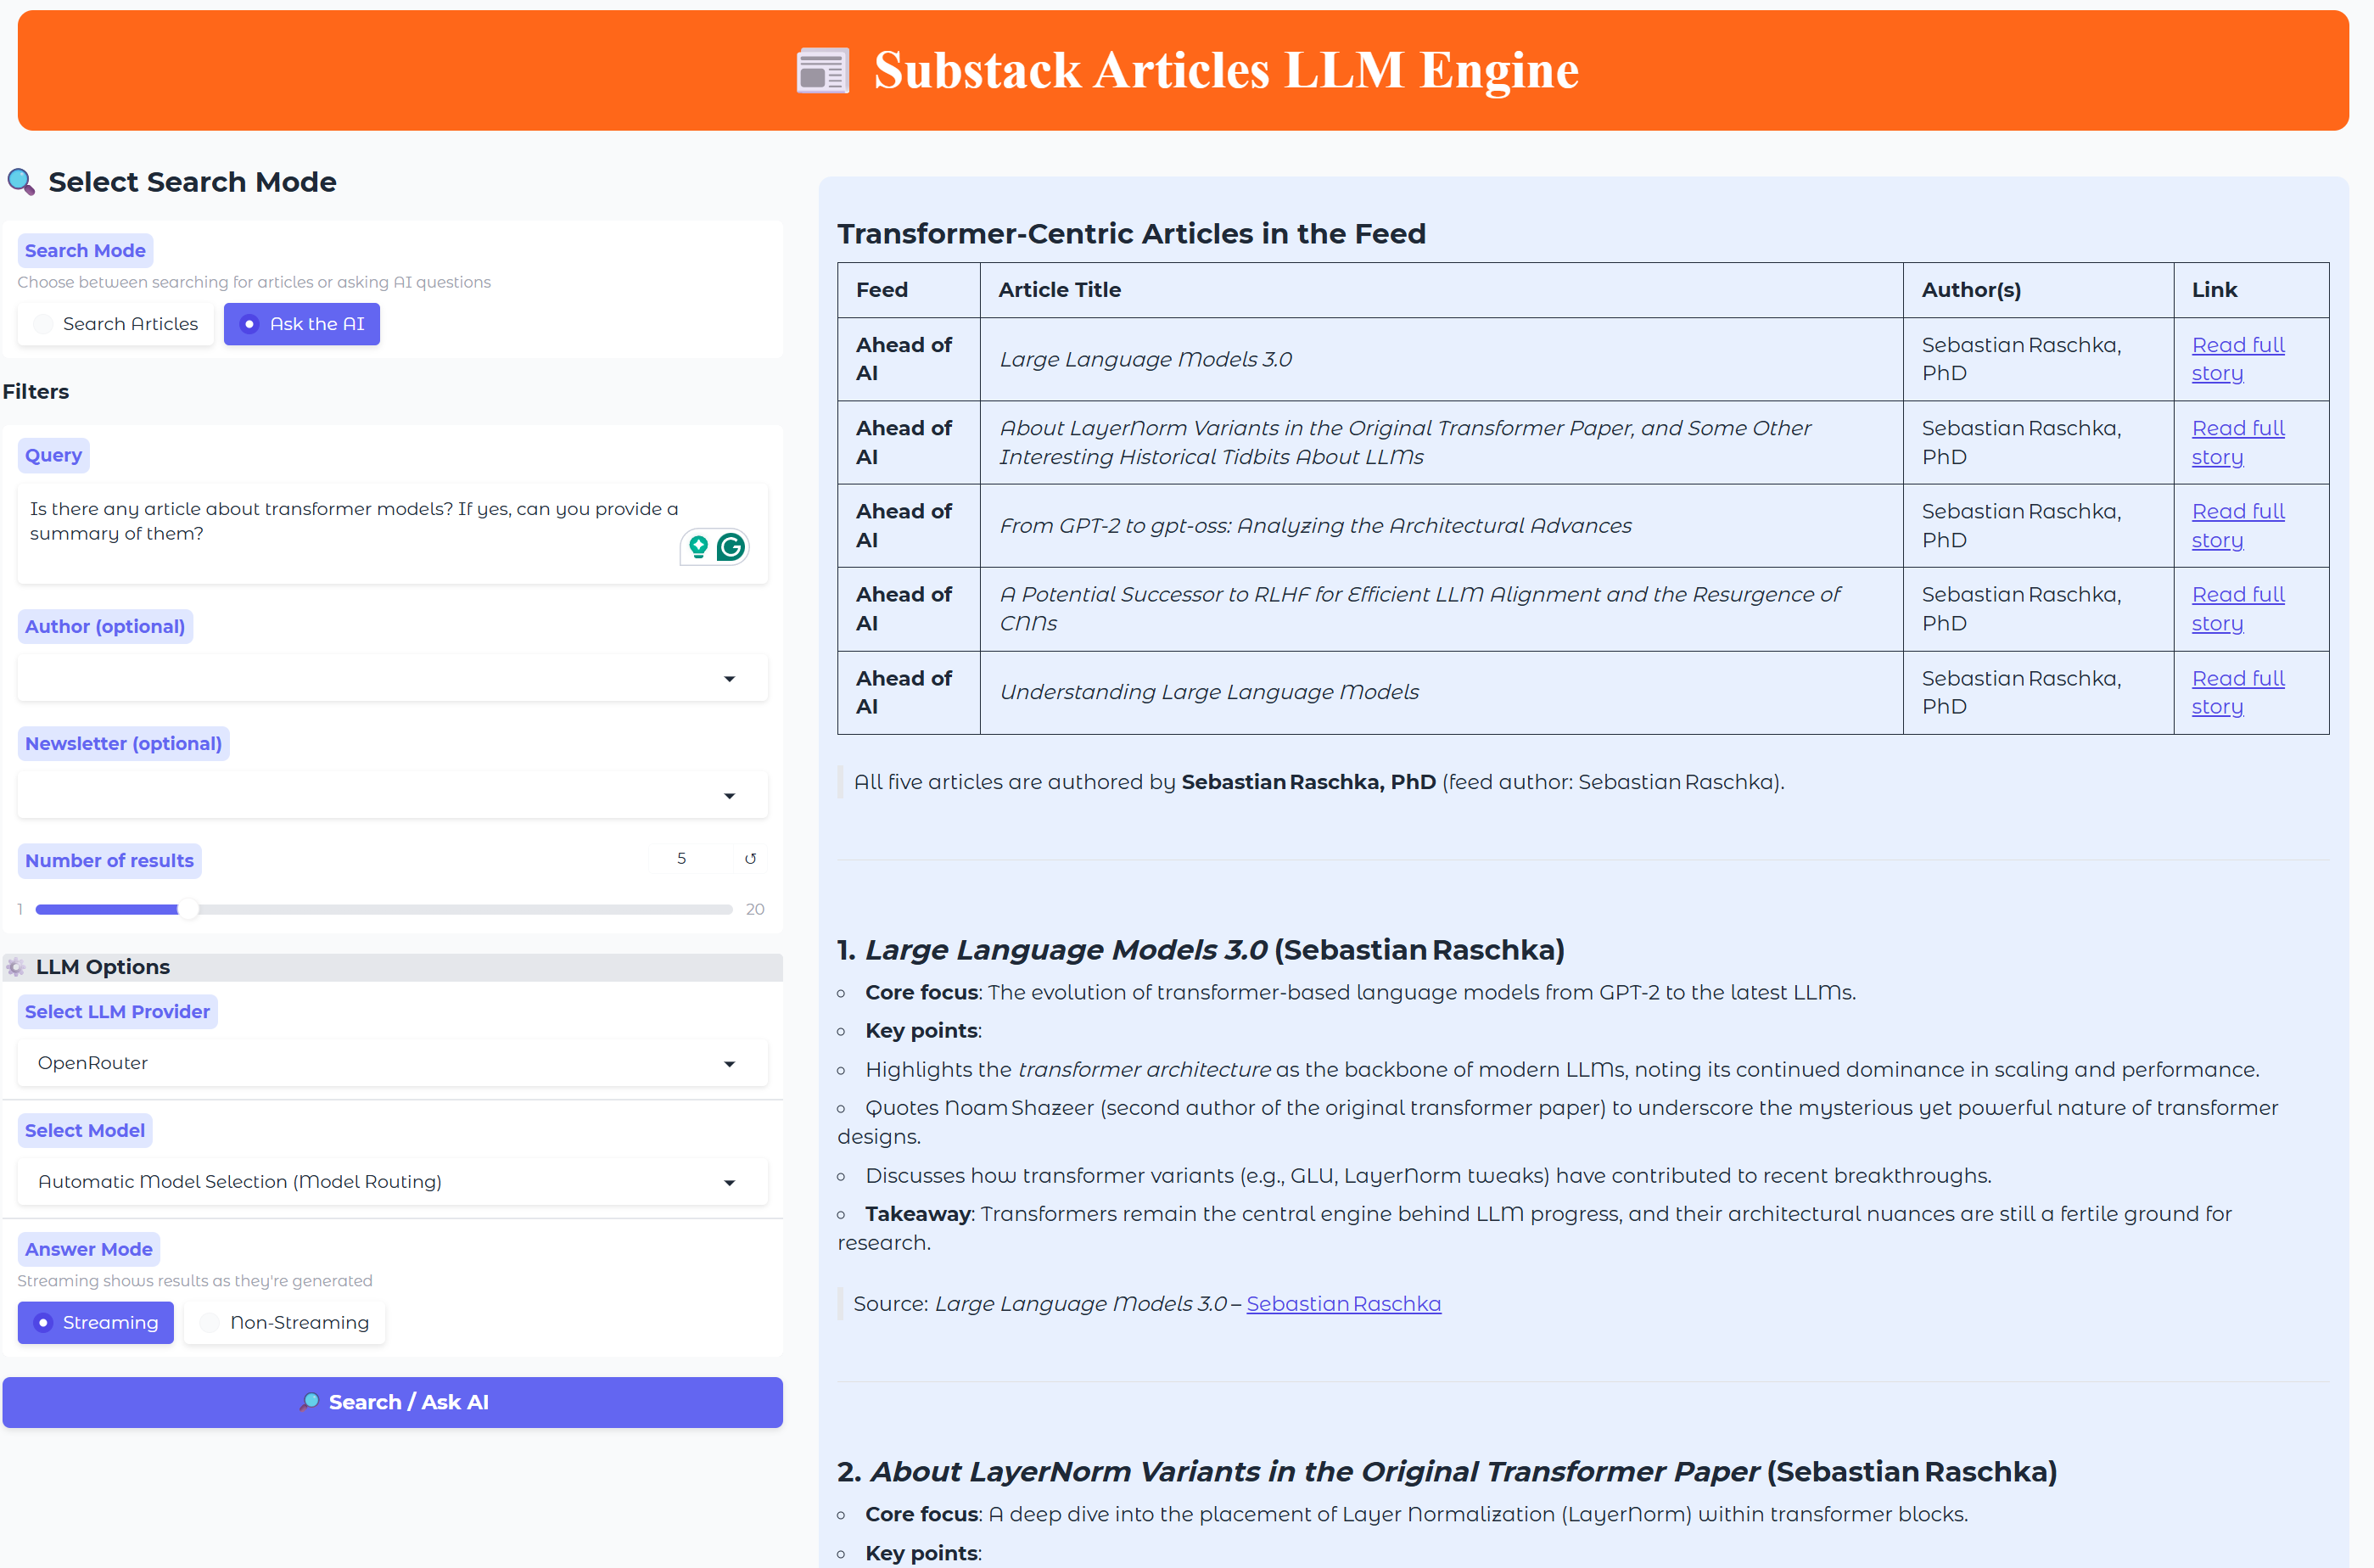 Substack Articles LLM Engine
Select Search Mode
Search Mode
Choose between searching for articles or asking AI questions
Search Articles
Ask the AI
Filters
Query
Is there any article about transformer models? If yes, can you provide a
summary of them?
Author (optional)
Newsletter (optional)
Number of results
5
↺
1
20
LLM Options
Select LLM Provider
OpenRouter
Select Model
Automatic Model Selection (Model Routing)
Answer Mode
Streaming shows results as they're generated
Streaming
Non-Streaming
Search / Ask AI
Transformer-Centric Articles in the Feed
Feed
Article Title
Author(s)
Link
Ahead of
AI
Large Language Models 3.0
Sebastian Raschka,
PhD
Read full
story
Ahead of
AI
About LayerNorm Variants in the Original Transformer Paper, and Some Other
Interesting Historical Tidbits About LLMs
Sebastian Raschka,
PhD
Read full
story
Ahead of
AI
From GPT-2 to gpt-oss: Analyzing the Architectural Advances
Sebastian Raschka,
PhD
Read full
story
Ahead of
AI
A Potential Successor to RLHF for Efficient LLM Alignment and the Resurgence of
CNNs
Sebastian Raschka,
PhD
Read full
story
Ahead of
AI
Understanding Large Language Models
Sebastian Raschka,
PhD
Read full
story
All five articles are authored by Sebastian Raschka, PhD (feed author: Sebastian Raschka).
1. Large Language Models 3.0 (Sebastian Raschka)
Core focus: The evolution of transformer-based language models from GPT-2 to the latest LLMs.
Key points:
Highlights the transformer architecture as the backbone of modern LLMs, noting its continued dominance in scaling and performance.
Quotes Noam Shazeer (second author of the original transformer paper) to underscore the mysterious yet powerful nature of transformer
designs.
Discusses how transformer variants (e.g., GLU, LayerNorm tweaks) have contributed to recent breakthroughs.
Takeaway: Transformers remain the central engine behind LLM progress, and their architectural nuances are still a fertile ground for
research.
Source: Large Language Models 3.0 – Sebastian Raschka
2. About LayerNorm Variants in the Original Transformer Paper (Sebastian Raschka)
Core focus: A deep dive into the placement of Layer Normalization (LayerNorm) within transformer blocks.
Key points: